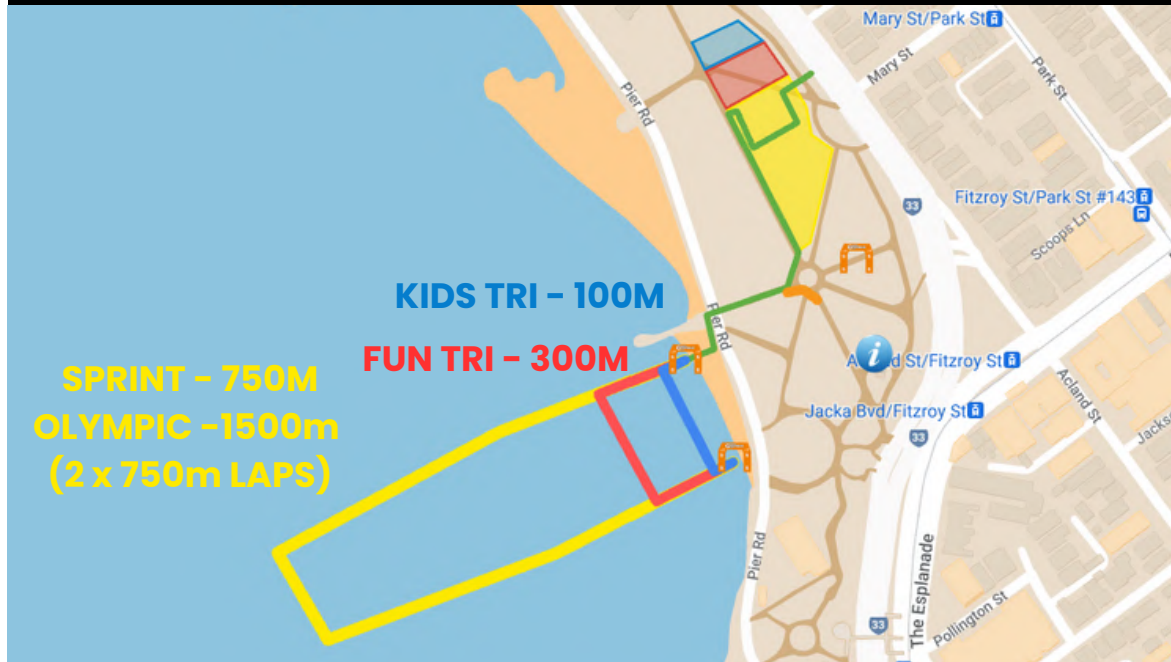 Mary St/Park St
Mary St
Park St
Pier Rd
33
Fitzroy St/Park St #143
Scoops Ln
KIDS TRI - 100M
Pier Rd
FUN TRI - 300M
i
d St/Fitzroy St
SPRINT - 750M
OLYMPIC -1500m
(2 x 750m LAPS)
Acland St
Jacka Bvd/Fitzroy St
33
Jacks
Pier Rd
The Esplanade
33
Pollington St